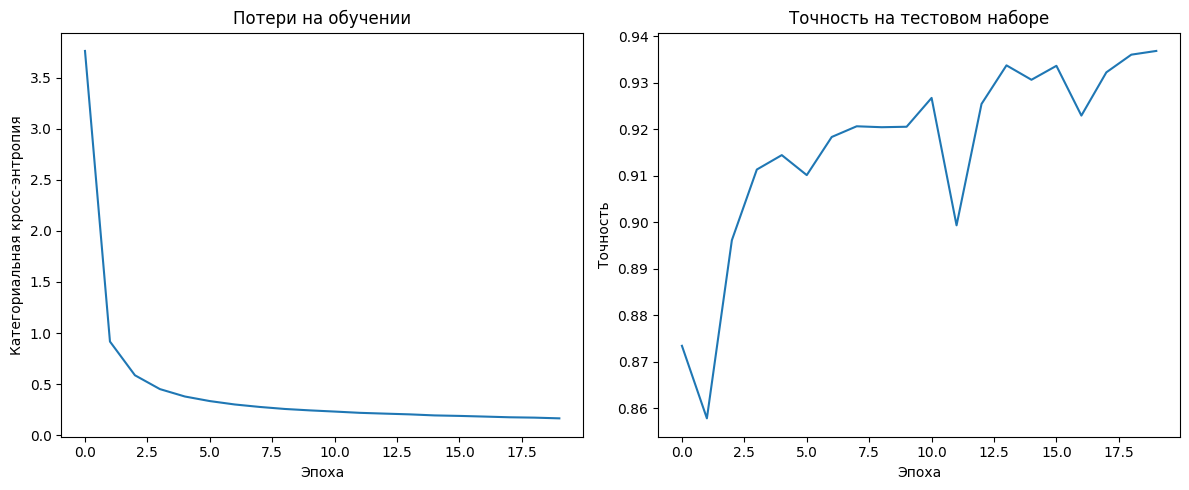 Потери на обучении
Категориальная кросс-энтропия
3.5
3.0
2.5
2.0
1.5
1.0
0.5
0.0
0.0 2.5 5.0 7.5 10.0 12.5 15.0 17.5
Эпоха
Точность на тестовом наборе
Точность
0.94
0.93
0.92
0.91
0.90
0.89
0.88
0.87
0.86
0.0 2.5 5.0 7.5 10.0 12.5 15.0 17.5
Эпоха